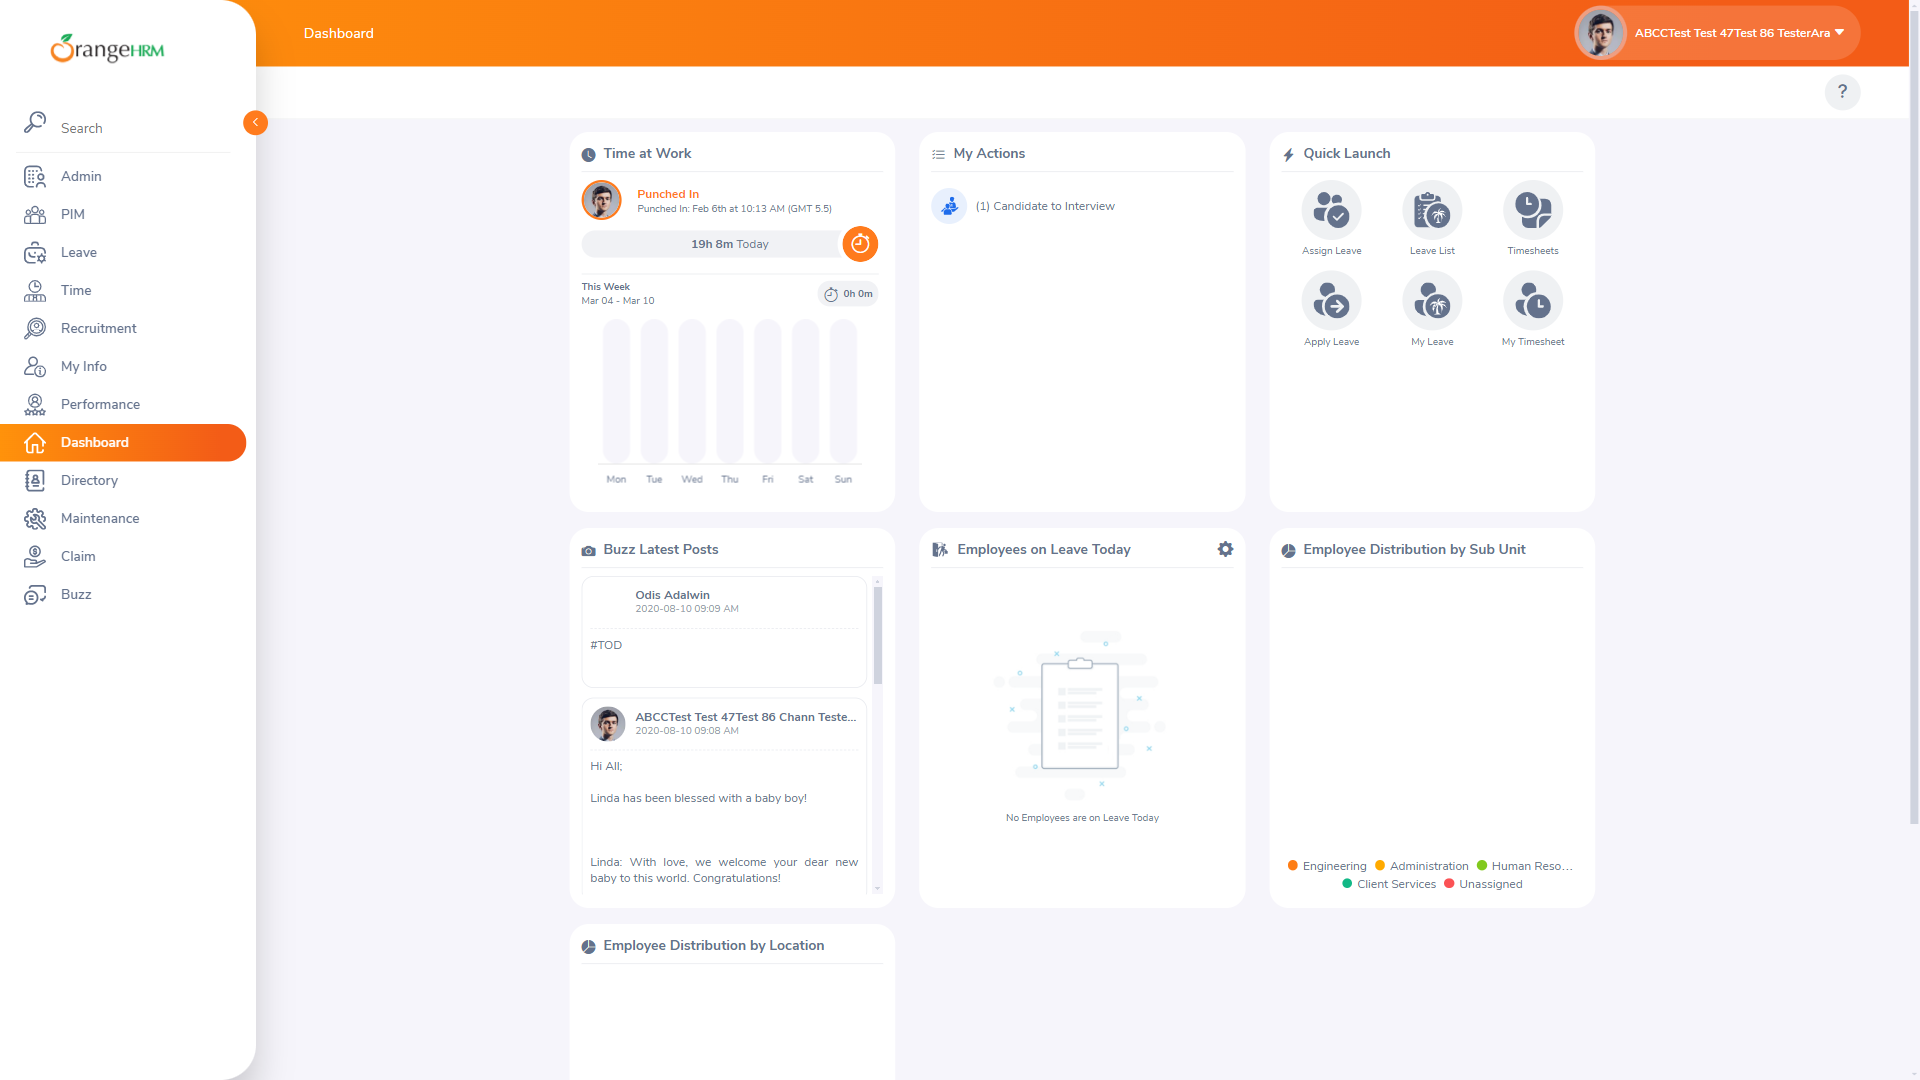 OrangeHRM
Search
Admin
PIM
Leave
Time
Recruitment
My Info
Performance
Dashboard
Directory
Maintenance
Claim
Buzz
Dashboard
ABCCTest Test 47Test 86 TesterAra
?
Time at Work
Punched In
Punched In: Feb 6th at 10:13 AM (GMT 5.5)
19h 8m Today
This Week
Mar 04 - Mar 10
0h 0m
Mon Tue Wed Thu Fri Sat Sun
My Actions
(1) Candidate to Interview
Quick Launch
Assign Leave Leave List Timesheets
Apply Leave My Leave My Timesheet
Buzz Latest Posts
Odis Adalwin
2020-08-10 09:09 AM
#TOD
ABCCTest Test 47Test 86 Chann Teste...
2020-08-10 09:08 AM
Hi All;
Linda has been blessed with a baby boy!
Linda: With love, we welcome your dear new
baby to this world. Congratulations!
Employees on Leave Today
No Employees are on Leave Today
Employee Distribution by Sub Unit
Engineering Administration Human Reso...
Client Services Unassigned
Employee Distribution by Location